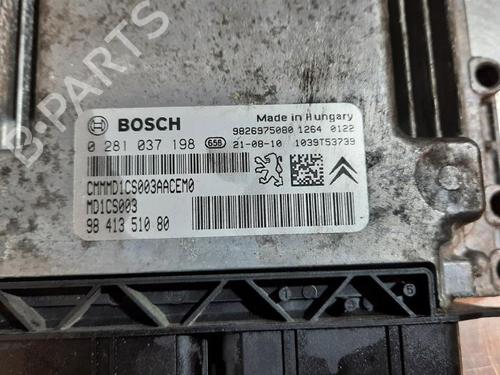 B-PARTS
BOSCH
Made in Hungary
9826975080 1264 0122
0 281 037 198 656 21-08-10 1039T53739
CMMMD1CS003AACEM0
MD1CS003
98 413 510 80